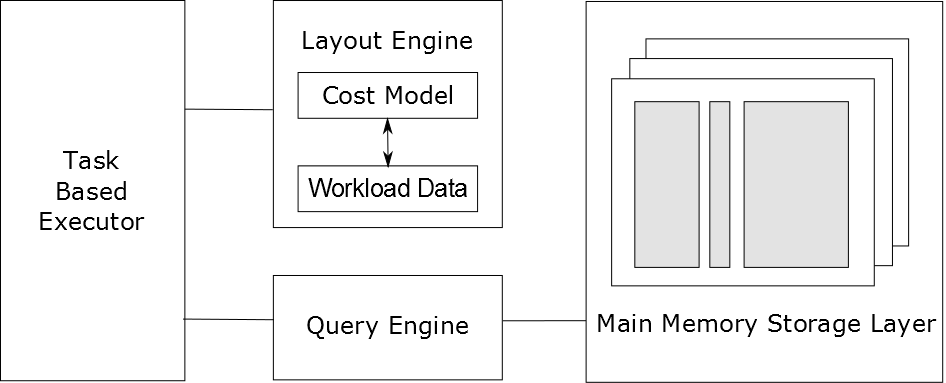 Task
Based
Executor
Layout Engine
Cost Model
Workload Data
Query Engine
Main Memory Storage Layer